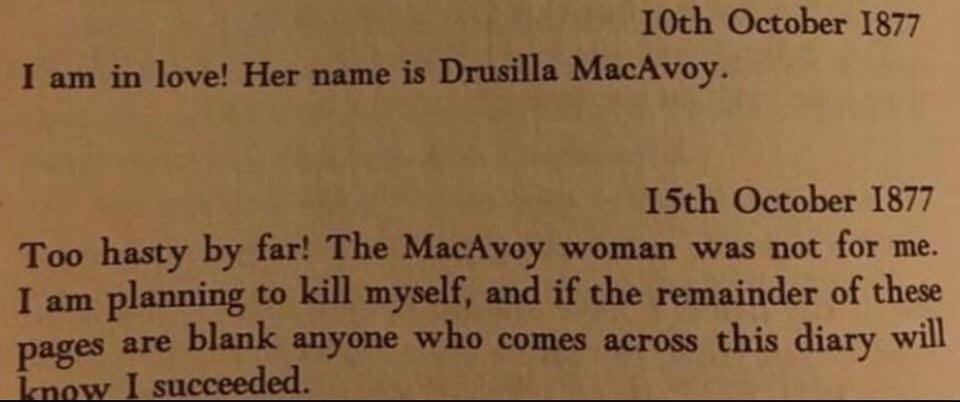 10th October 1877
I am in love! Her name is Drusilla MacAvoy.
15th October 1877
Too hasty by far! The MacAvoy woman was not for me.
I am planning to kill myself, and if the remainder of these
pages are blank anyone who comes across this diary will
know I succeeded.